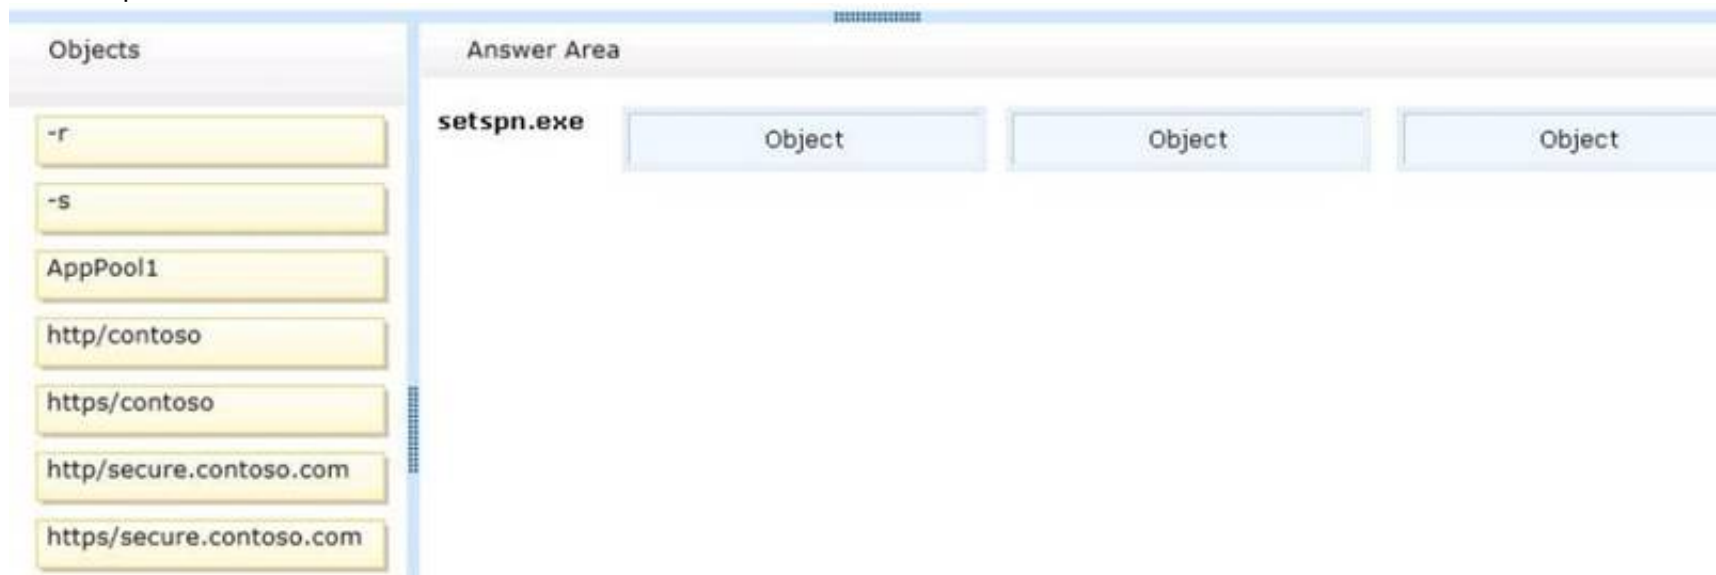 Objects
-r
-s
AppPool1
http/contoso
https/contoso
http/secure.contoso.com
https/secure.contoso.com
Answer Area
setspn.exe Object Object Object